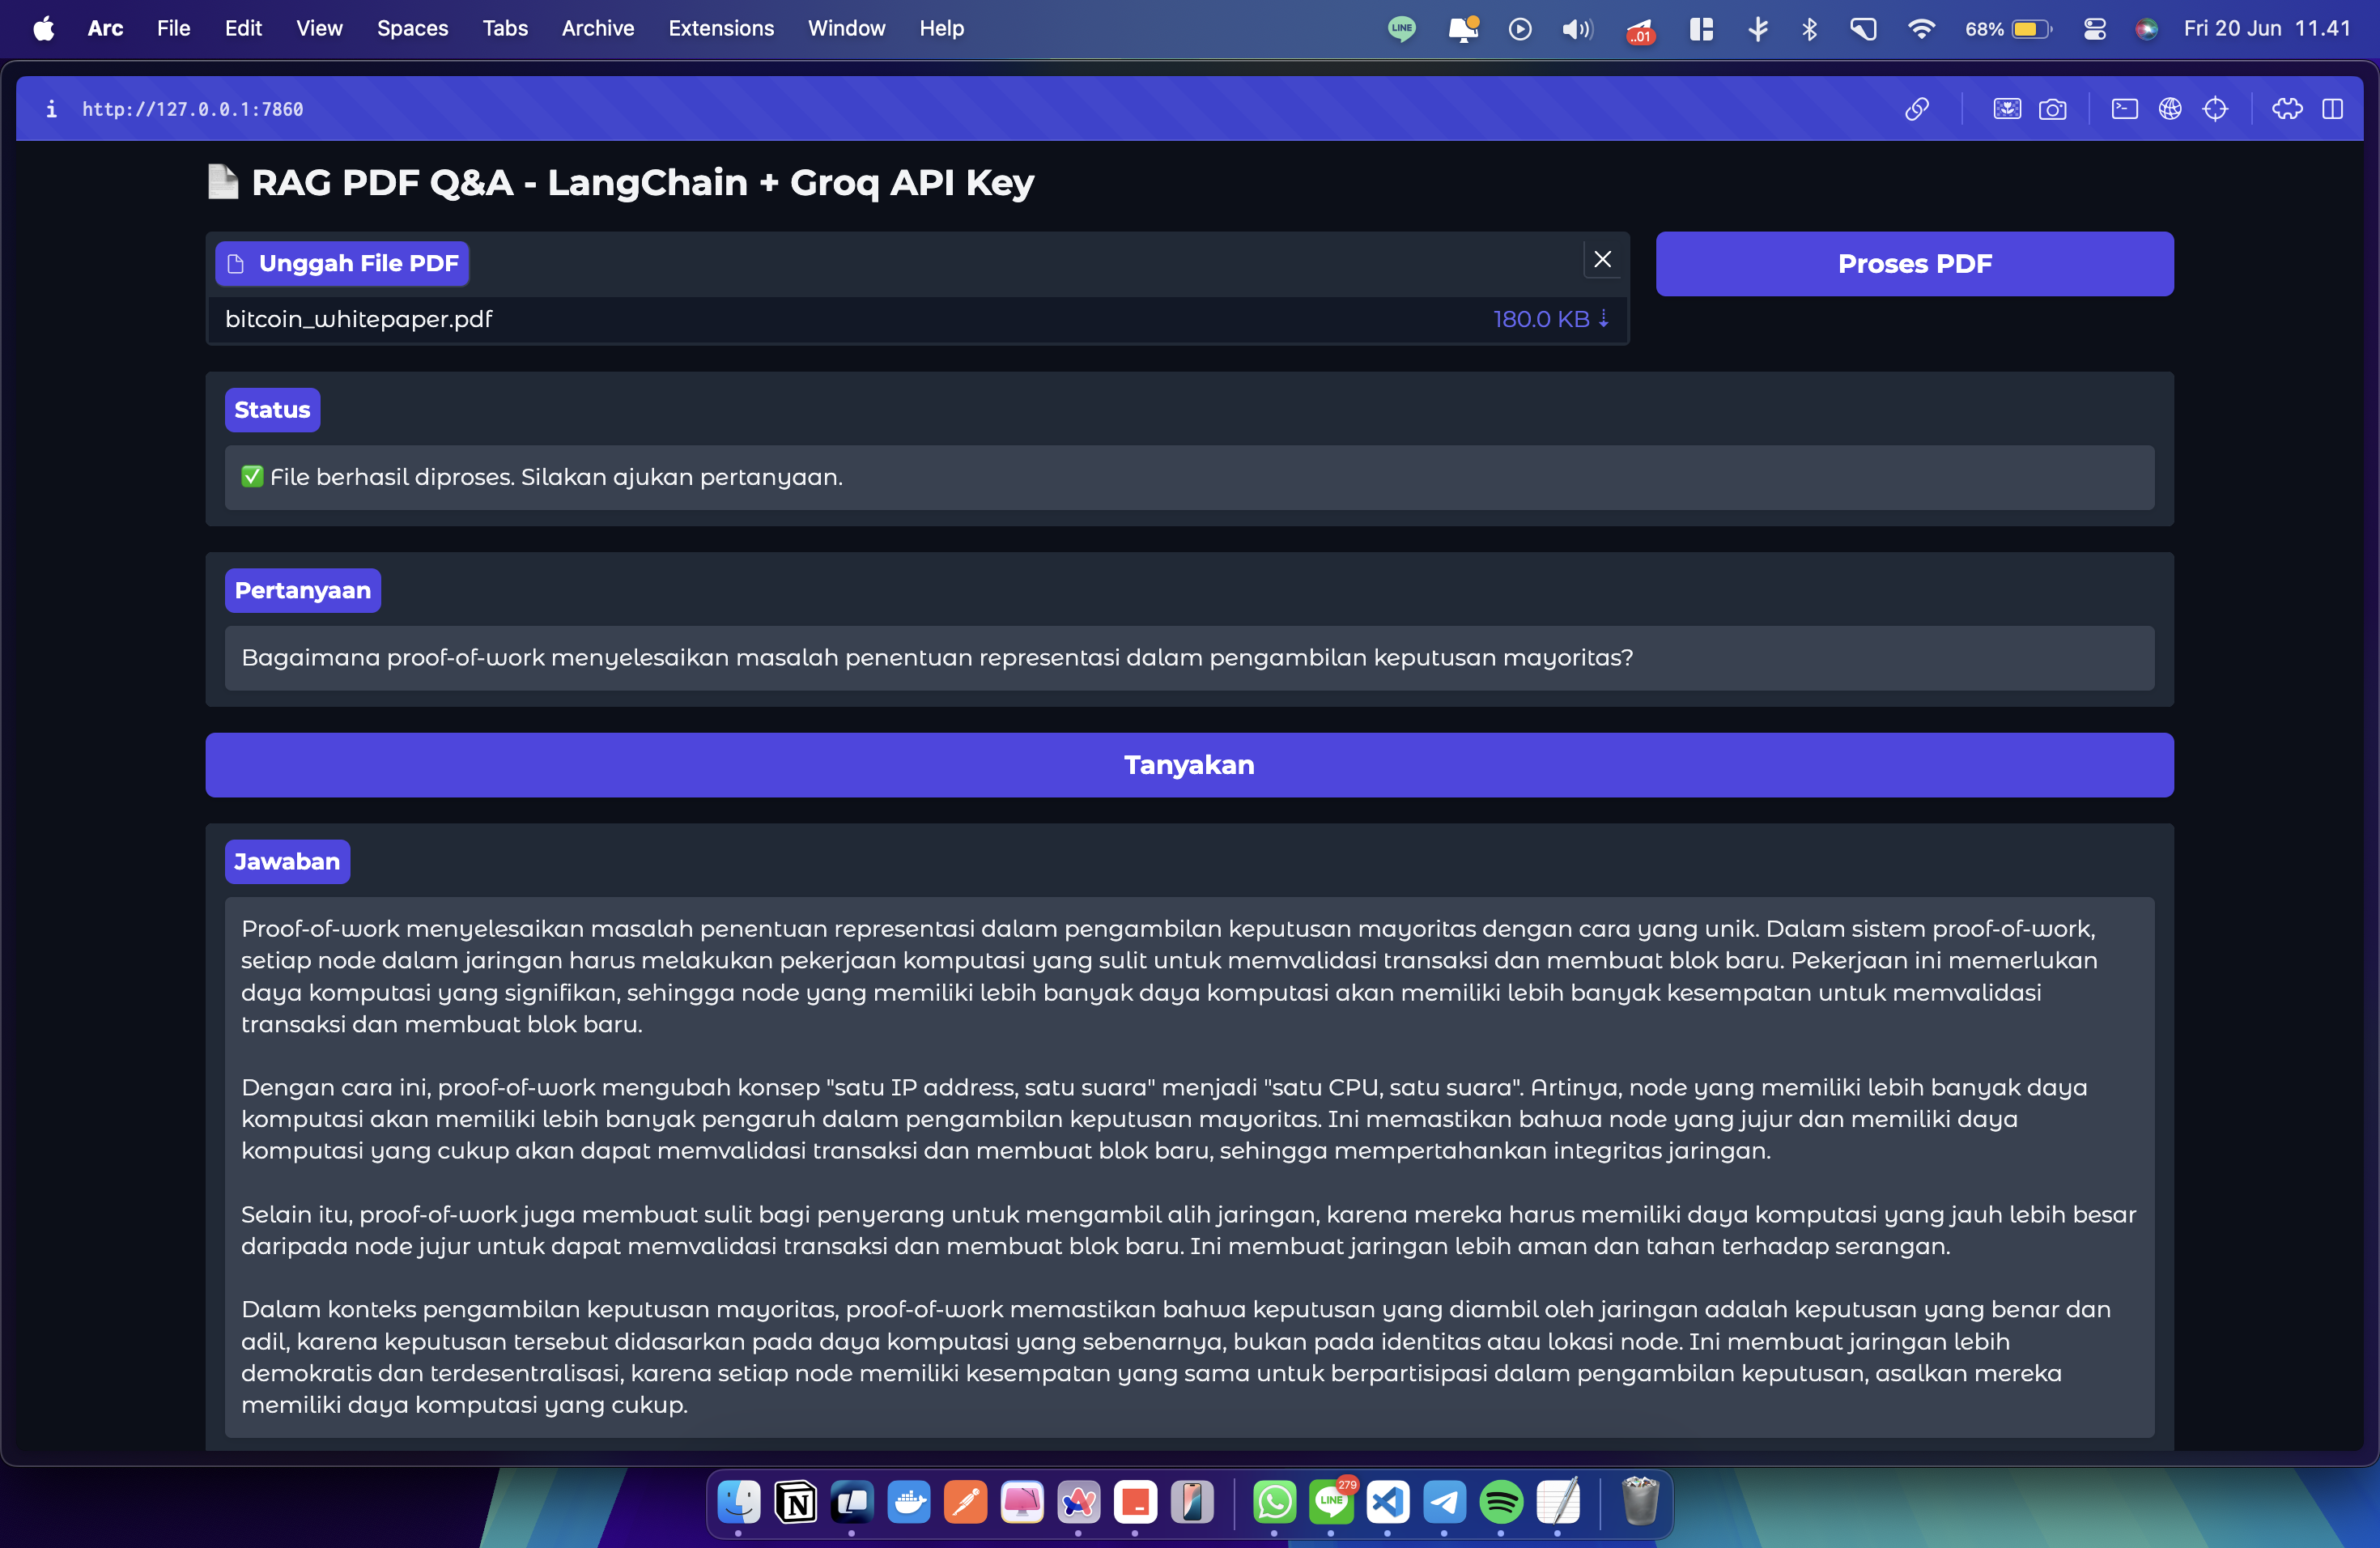 Arc File Edit View Spaces Tabs Archive Extensions Window Help LINE ..01 68% Fri 20 Jun 11.41
i http://127.0.0.1:7860
RAG PDF Q&A - LangChain + Groq API Key
Unggah File PDF
Proses PDF
bitcoin_whitepaper.pdf 180.0 KB ⇣
Status
✅ File berhasil diproses. Silakan ajukan pertanyaan.
Pertanyaan
Bagaimana proof-of-work menyelesaikan masalah penentuan representasi dalam pengambilan keputusan mayoritas?
Tanyakan
Jawaban
Proof-of-work menyelesaikan masalah penentuan representasi dalam pengambilan keputusan mayoritas dengan cara yang unik. Dalam sistem proof-of-work,
setiap node dalam jaringan harus melakukan pekerjaan komputasi yang sulit untuk memvalidasi transaksi dan membuat blok baru. Pekerjaan ini memerlukan
daya komputasi yang signifikan, sehingga node yang memiliki lebih banyak daya komputasi akan memiliki lebih banyak kesempatan untuk memvalidasi
transaksi dan membuat blok baru.
Dengan cara ini, proof-of-work mengubah konsep "satu IP address, satu suara" menjadi "satu CPU, satu suara". Artinya, node yang memiliki lebih banyak daya
komputasi akan memiliki lebih banyak pengaruh dalam pengambilan keputusan mayoritas. Ini memastikan bahwa node yang jujur dan memiliki daya
komputasi yang cukup akan dapat memvalidasi transaksi dan membuat blok baru, sehingga mempertahankan integritas jaringan.
Selain itu, proof-of-work juga membuat sulit bagi penyerang untuk mengambil alih jaringan, karena mereka harus memiliki daya komputasi yang jauh lebih besar
daripada node jujur untuk dapat memvalidasi transaksi dan membuat blok baru. Ini membuat jaringan lebih aman dan tahan terhadap serangan.
Dalam konteks pengambilan keputusan mayoritas, proof-of-work memastikan bahwa keputusan yang diambil oleh jaringan adalah keputusan yang benar dan
adil, karena keputusan tersebut didasarkan pada daya komputasi yang sebenarnya, bukan pada identitas atau lokasi node. Ini membuat jaringan lebih
demokratis dan terdesentralisasi, karena setiap node memiliki kesempatan yang sama untuk berpartisipasi dalam pengambilan keputusan, asalkan mereka
memiliki daya komputasi yang cukup.
LINE 279